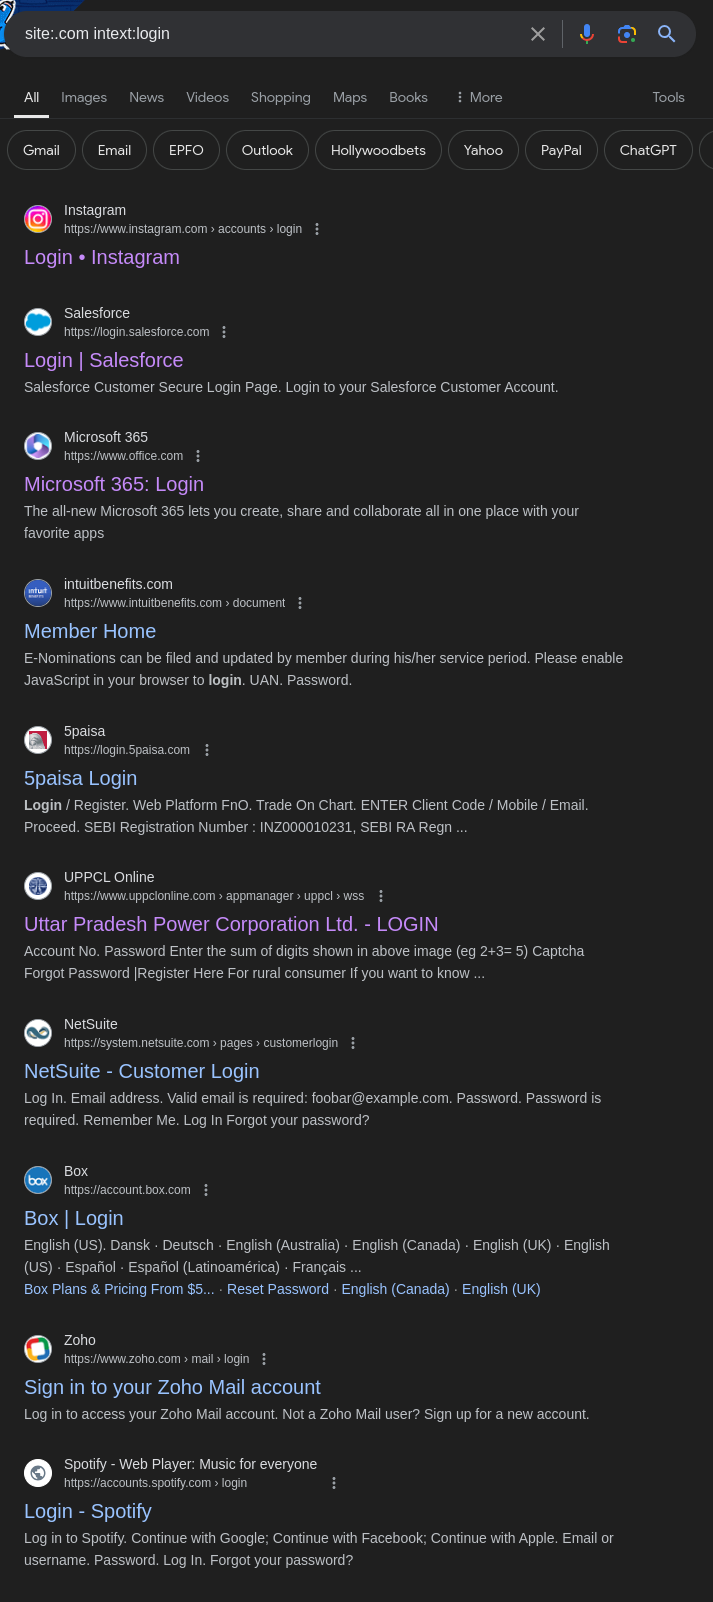 site:.com intext:login
All Images News Videos Shopping Maps Books More Tools
Gmail Email EPFO Outlook Hollywoodbets Yahoo PayPal ChatGPT
Instagram
https://www.instagram.com › accounts › login
Login • Instagram
Salesforce
https://login.salesforce.com
Login | Salesforce
Salesforce Customer Secure Login Page. Login to your Salesforce Customer Account.
Microsoft 365
https://www.office.com
Microsoft 365: Login
The all-new Microsoft 365 lets you create, share and collaborate all in one place with your
favorite apps
intuit
intuitbenefits.com
https://www.intuitbenefits.com › document
Member Home
E-Nominations can be filed and updated by member during his/her service period. Please enable
JavaScript in your browser to login. UAN. Password.
5paisa
https://login.5paisa.com
5paisa Login
Login / Register. Web Platform FnO. Trade On Chart. ENTER Client Code / Mobile / Email.
Proceed. SEBI Registration Number : INZ000010231, SEBI RA Regn ...
UPPCL Online
https://www.uppclonline.com › appmanager › uppcl › wss
Uttar Pradesh Power Corporation Ltd. - LOGIN
Account No. Password Enter the sum of digits shown in above image (eg 2+3= 5) Captcha
Forgot Password |Register Here For rural consumer If you want to know ...
NetSuite
https://system.netsuite.com › pages › customerlogin
NetSuite - Customer Login
Log In. Email address. Valid email is required: foobar@example.com. Password. Password is
required. Remember Me. Log In Forgot your password?
box
Box
https://account.box.com
Box | Login
English (US). Dansk · Deutsch · English (Australia) · English (Canada) · English (UK) · English
(US) · Español · Español (Latinoamérica) · Français ...
Box Plans & Pricing From $5... · Reset Password · English (Canada) · English (UK)
Zoho
https://www.zoho.com › mail › login
Sign in to your Zoho Mail account
Log in to access your Zoho Mail account. Not a Zoho Mail user? Sign up for a new account.
Spotify - Web Player: Music for everyone
https://accounts.spotify.com › login
Login - Spotify
Log in to Spotify. Continue with Google; Continue with Facebook; Continue with Apple. Email or
username. Password. Log In. Forgot your password?